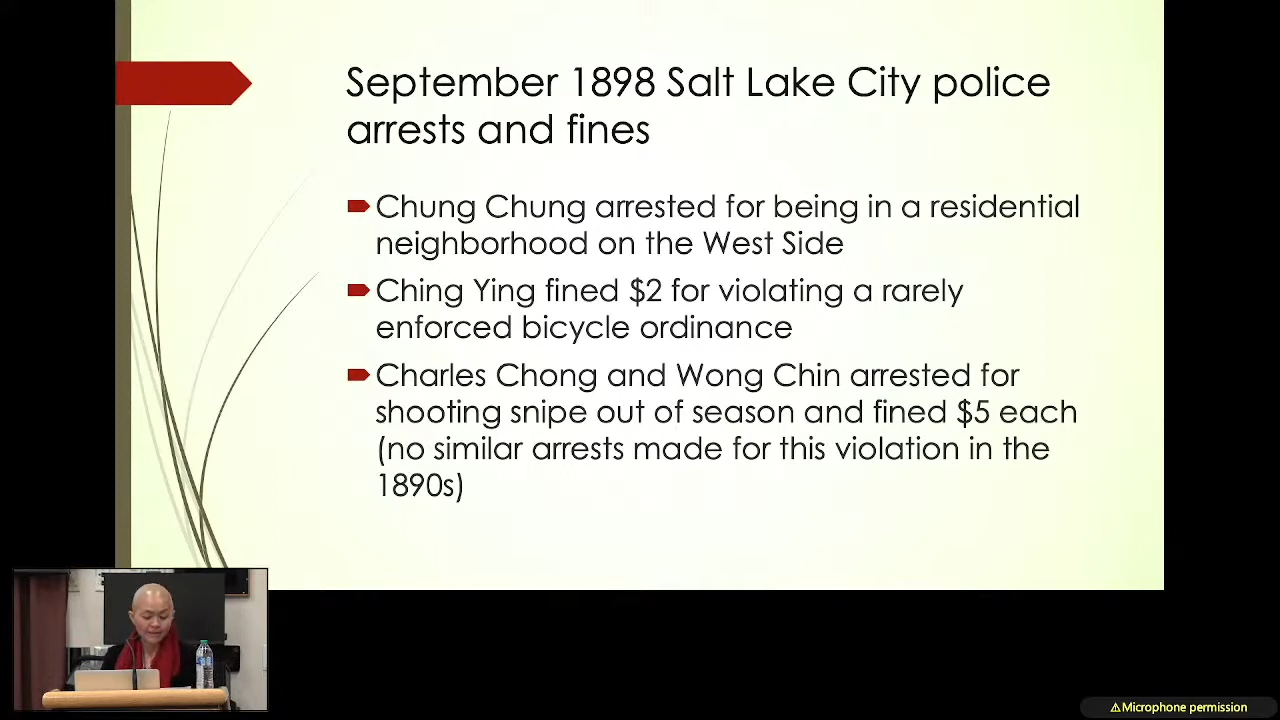 September 1898 Salt Lake City police
arrests and fines
Chung Chung arrested for being in a residential
neighborhood on the West Side
Ching Ying fined $2 for violating a rarely
enforced bicycle ordinance
Charles Chong and Wong Chin arrested for
shooting snipe out of season and fined $5 each
(no similar arrests made for this violation in the
1890s)
⚠Microphone permission